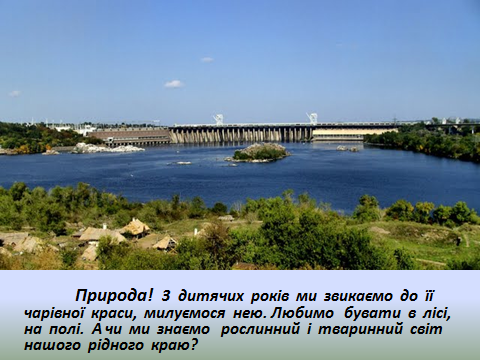 Природа! З дитячих років ми звикаємо до її
чарівної краси, милуємося нею. Любимо бувати в лісі,
на полі. А чи ми знаємо рослинний і тваринний світ
нашого рідного краю?